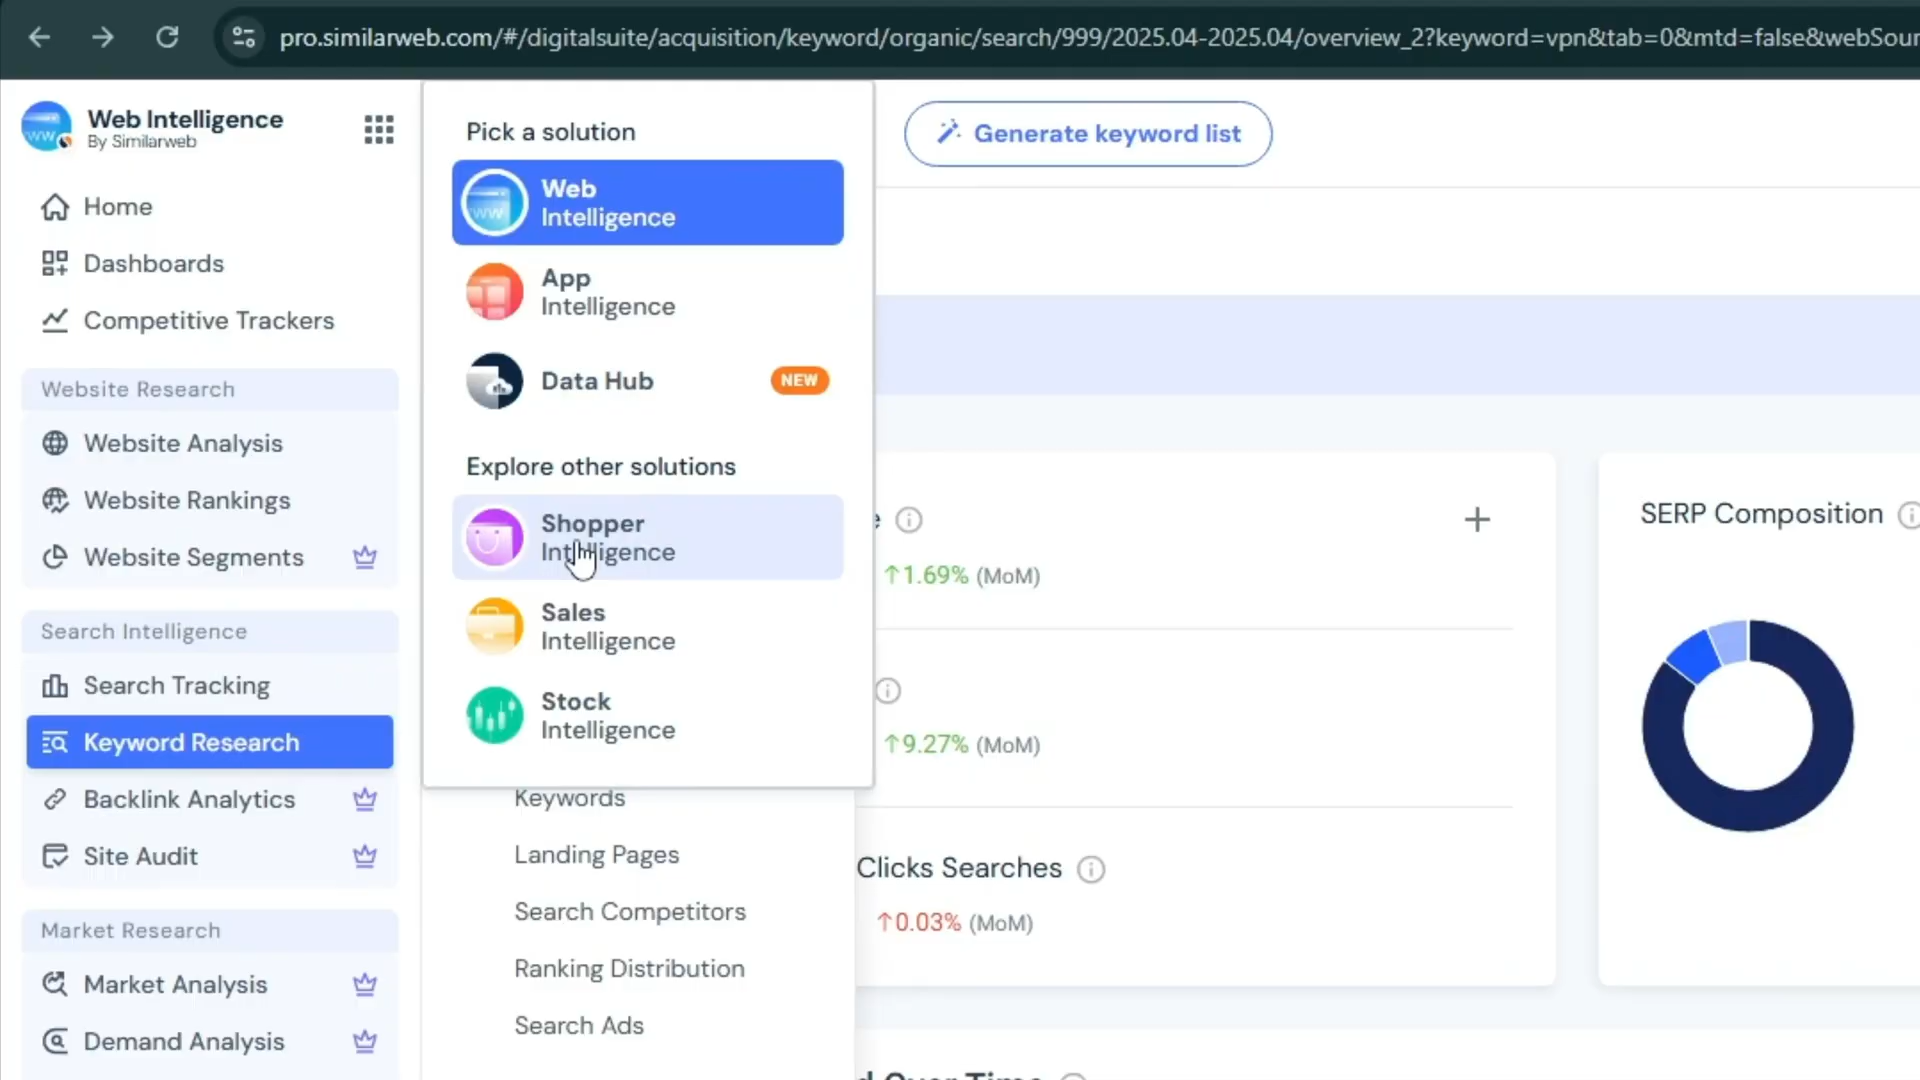 pro.similarweb.com/#/digitalsuite/acquisition/keyword/organic/search/999/2025.04-2025.04/overview_2?keyword=vpn&tab=0&mtd=false&webSour
Web Intelligence
By Similarweb
Home
Dashboards
Competitive Trackers
Website Research
Website Analysis
Website Rankings
Website Segments
Search Intelligence
Search Tracking
Keyword Research
Backlink Analytics
Site Audit
Market Research
Market Analysis
Demand Analysis
Pick a solution
Web
Intelligence
App
Intelligence
Data Hub
NEW
Explore other solutions
Shopper
Intelligence
Sales
Intelligence
Stock
Intelligence
Keywords
Landing Pages
Search Competitors
Ranking Distribution
Search Ads
Generate keyword list
↑1.69% (MoM)
↑9.27% (MoM)
Clicks Searches
↑0.03% (MoM)
SERP Composition
Over Time